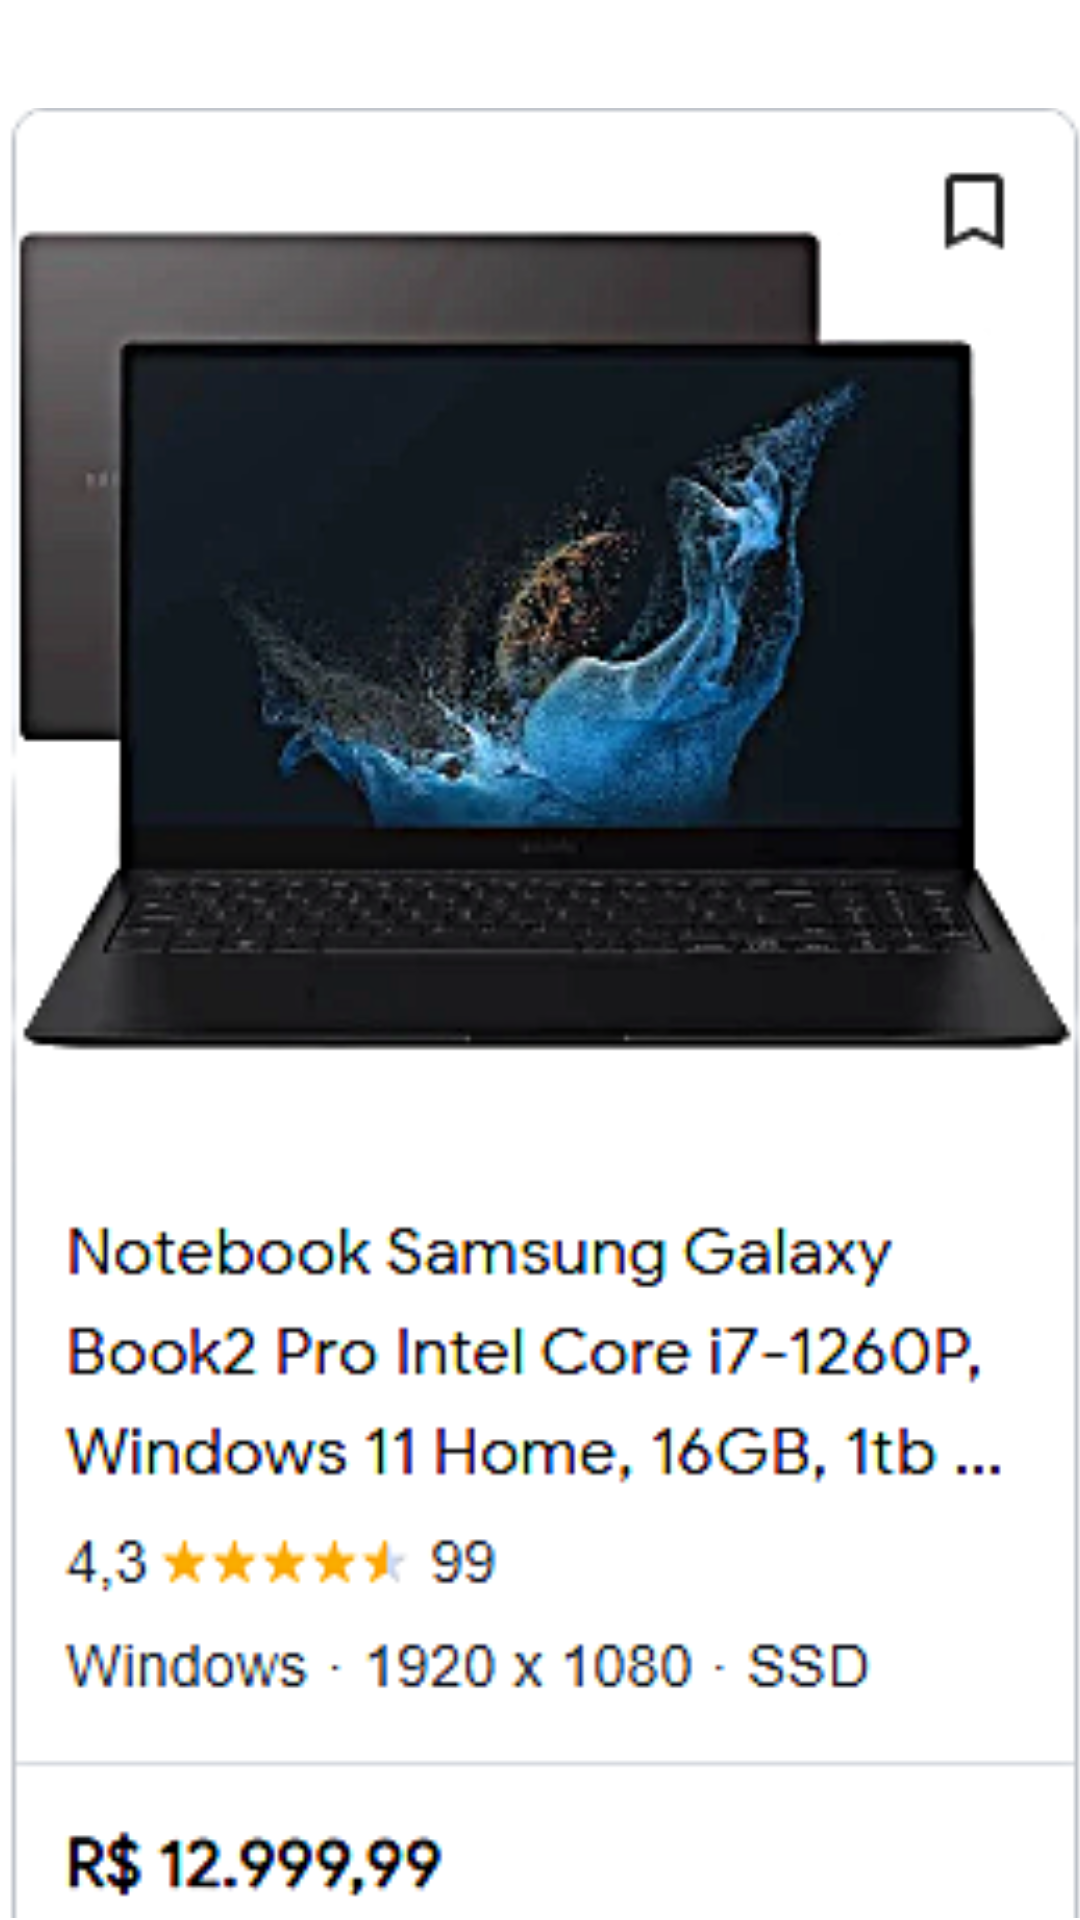 Notebook Samsung Galaxy
Book2 Pro Intel Core i7-1260P,
Windows 11 Home, 16GB, 1tb ...
4,3 ★★★★⯪ 99
Windows · 1920 x 1080 · SSD
R$ 12.999,99